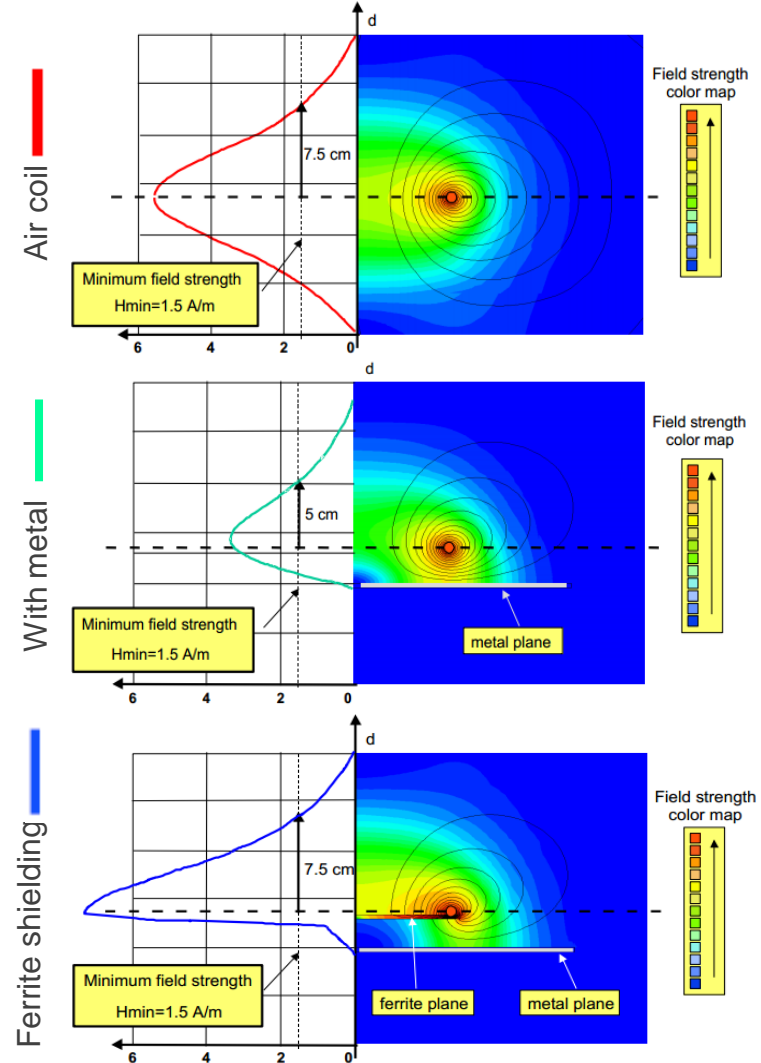 Air coil
d
7.5 cm
Minimum field strength
Hmin=1.5 A/m
6 4 2 0
Field strength
color map
With metal
d
5 cm
Minimum field strength
Hmin=1.5 A/m
metal plane
6 4 2 0
Field strength
color map
Ferrite shielding
d
7.5 cm
Minimum field strength
Hmin=1.5 A/m
ferrite plane
metal plane
6 4 2 0
Field strength
color map